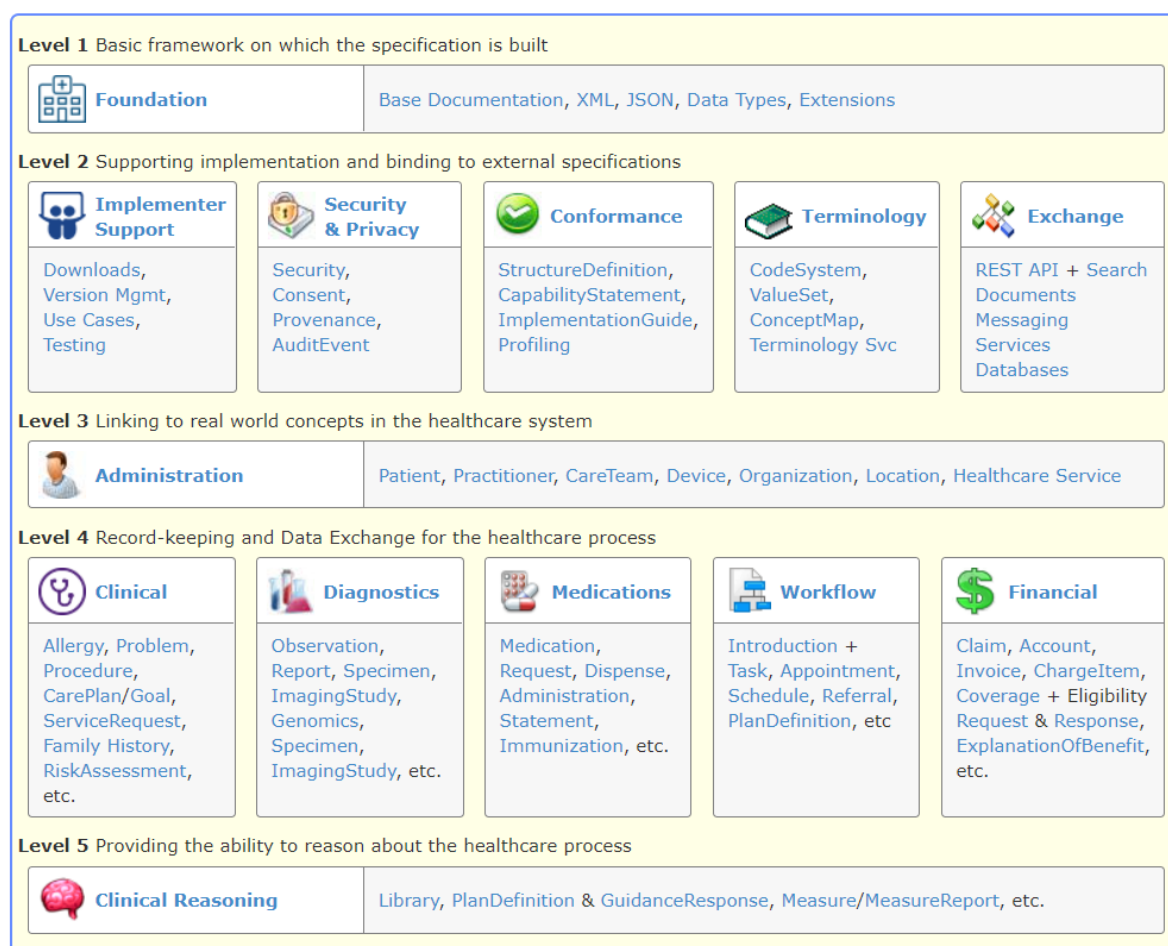 Level 1 Basic framework on which the specification is built
Foundation
Base Documentation, XML, JSON, Data Types, Extensions
Level 2 Supporting implementation and binding to external specifications
Implementer
Support
Downloads,
Version Mgmt,
Use Cases,
Testing
Security
& Privacy
Security,
Consent,
Provenance,
AuditEvent
Conformance
StructureDefinition,
CapabilityStatement,
ImplementationGuide,
Profiling
Terminology
CodeSystem,
ValueSet,
ConceptMap,
Terminology Svc
Exchange
REST API + Search
Documents
Messaging
Services
Databases
Level 3 Linking to real world concepts in the healthcare system
Administration
Patient, Practitioner, CareTeam, Device, Organization, Location, Healthcare Service
Level 4 Record-keeping and Data Exchange for the healthcare process
Clinical
Allergy, Problem,
Procedure,
CarePlan/Goal,
ServiceRequest,
Family History,
RiskAssessment,
etc.
Diagnostics
Observation,
Report, Specimen,
ImagingStudy,
Genomics,
Specimen,
ImagingStudy, etc.
Medications
Medication,
Request, Dispense,
Administration,
Statement,
Immunization, etc.
Workflow
Introduction +
Task, Appointment,
Schedule, Referral,
PlanDefinition, etc
Financial
Claim, Account,
Invoice, ChargeItem,
Coverage + Eligibility
Request & Response,
ExplanationOfBenefit,
etc.
Level 5 Providing the ability to reason about the healthcare process
Clinical Reasoning
Library, PlanDefinition & GuidanceResponse, Measure/MeasureReport, etc.